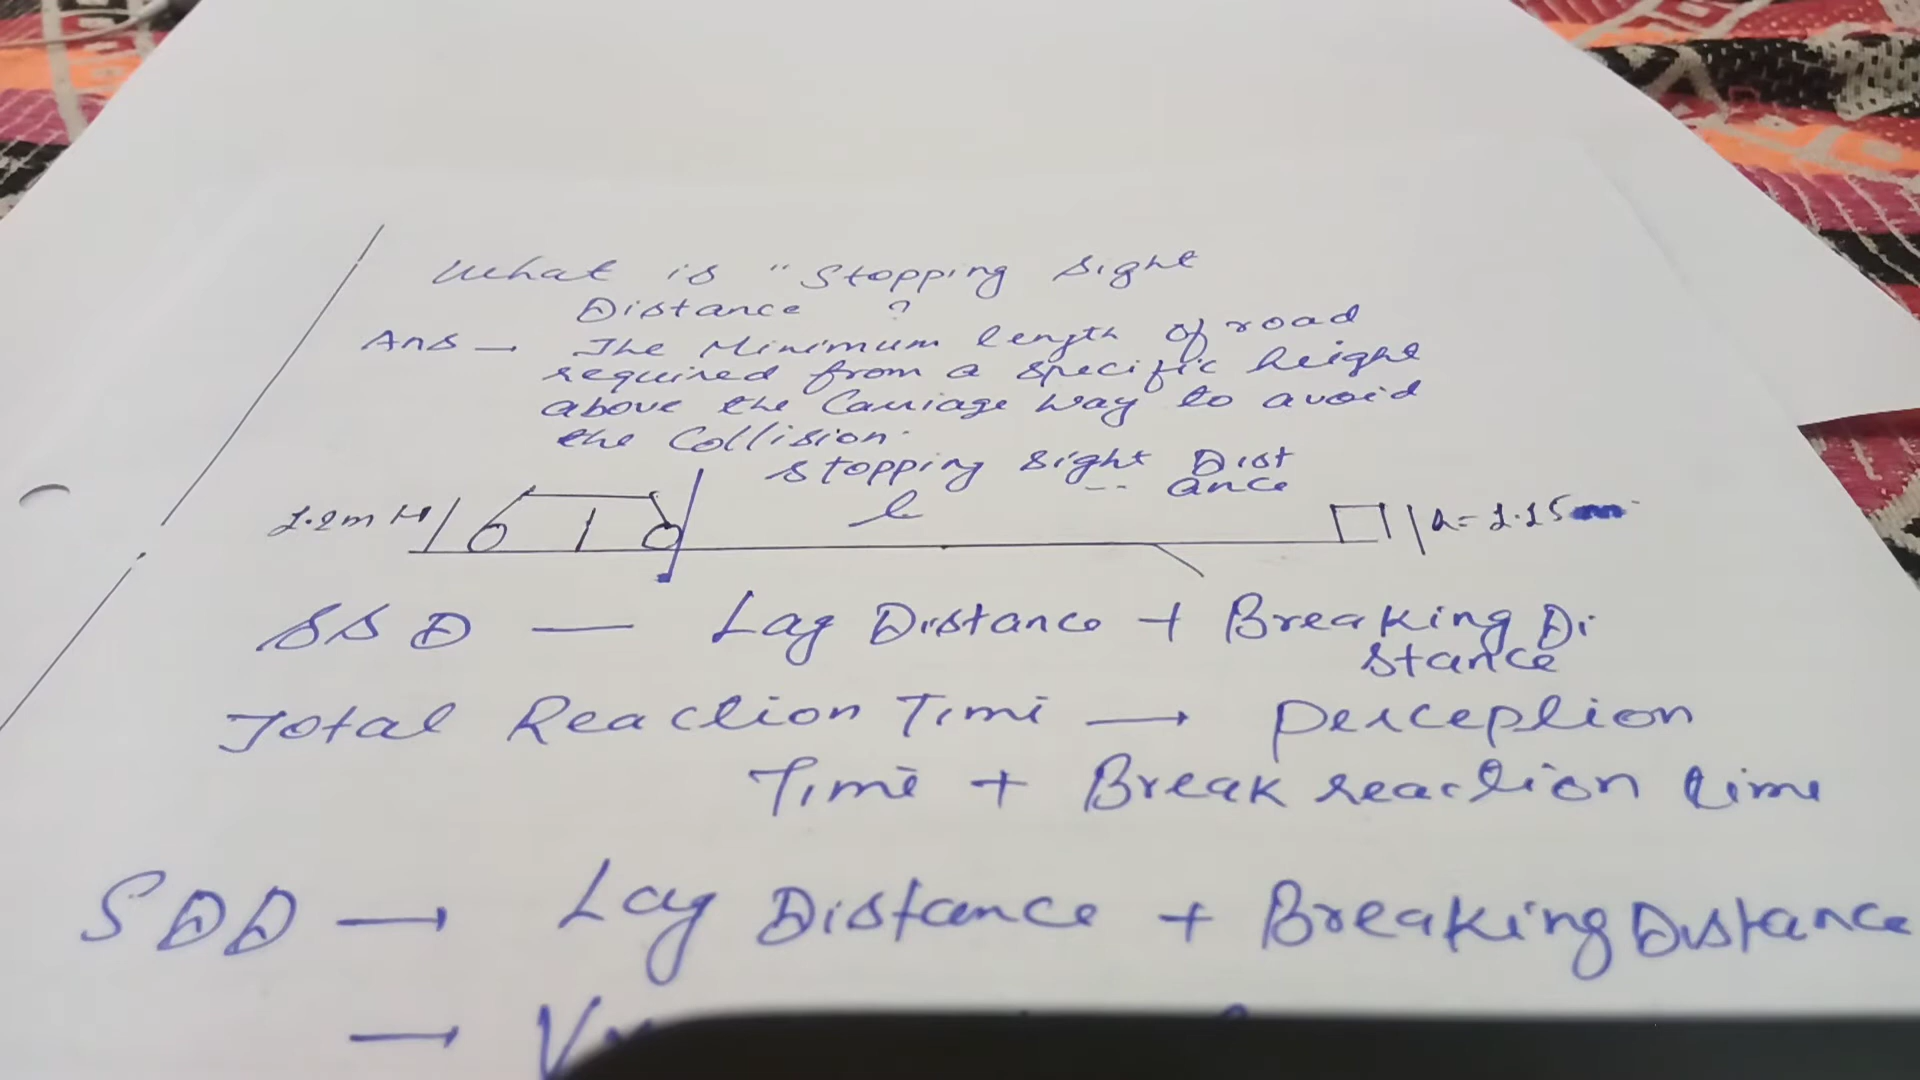 What is "Stopping Sight
Distance ?
Ans → The Minimum length of road
required from a specific height
above the Carriage Way to avoid
the Collision.
Stopping Sight Dist
ance
1.2m H
l
h = 1.15
SSD — Lag Distance + Breaking Di
stance
Total Reaction Time → Perception
Time + Break reaction time
SDD → Lag Distance + Breaking Distance
→